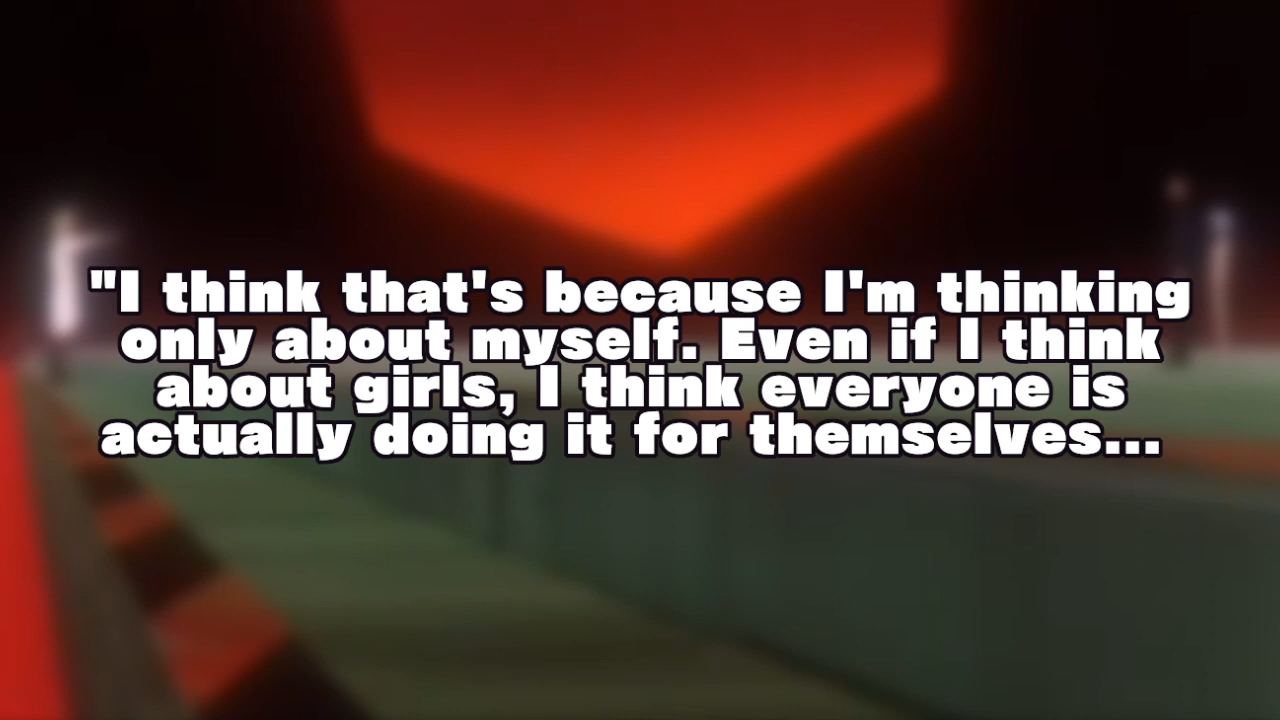 "I think that's because I'm thinking
only about myself. Even if I think
about girls, I think everyone is
actually doing it for themselves...